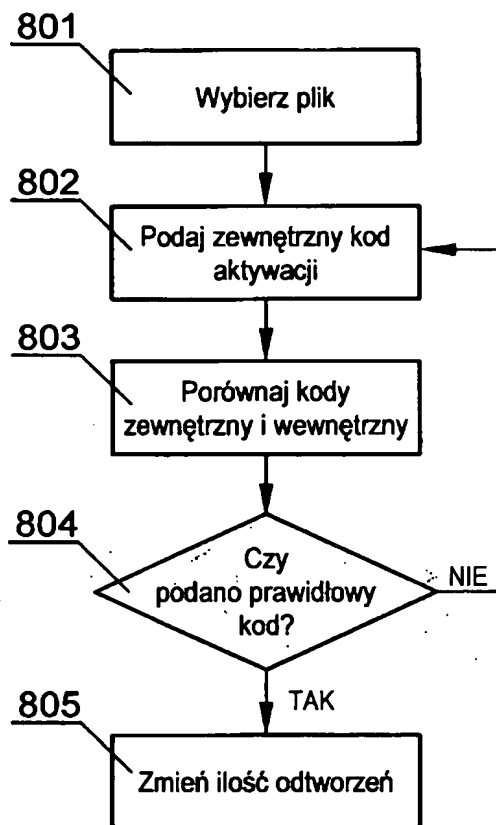 801
Wybierz plik
802
Podaj zewnętrzny kod
aktywacji
803
Porównaj kody
zewnętrzny i wewnętrzny
804
Czy
podano prawidłowy
kod?
NIE
TAK
805
Zmień ilość odtworzeń